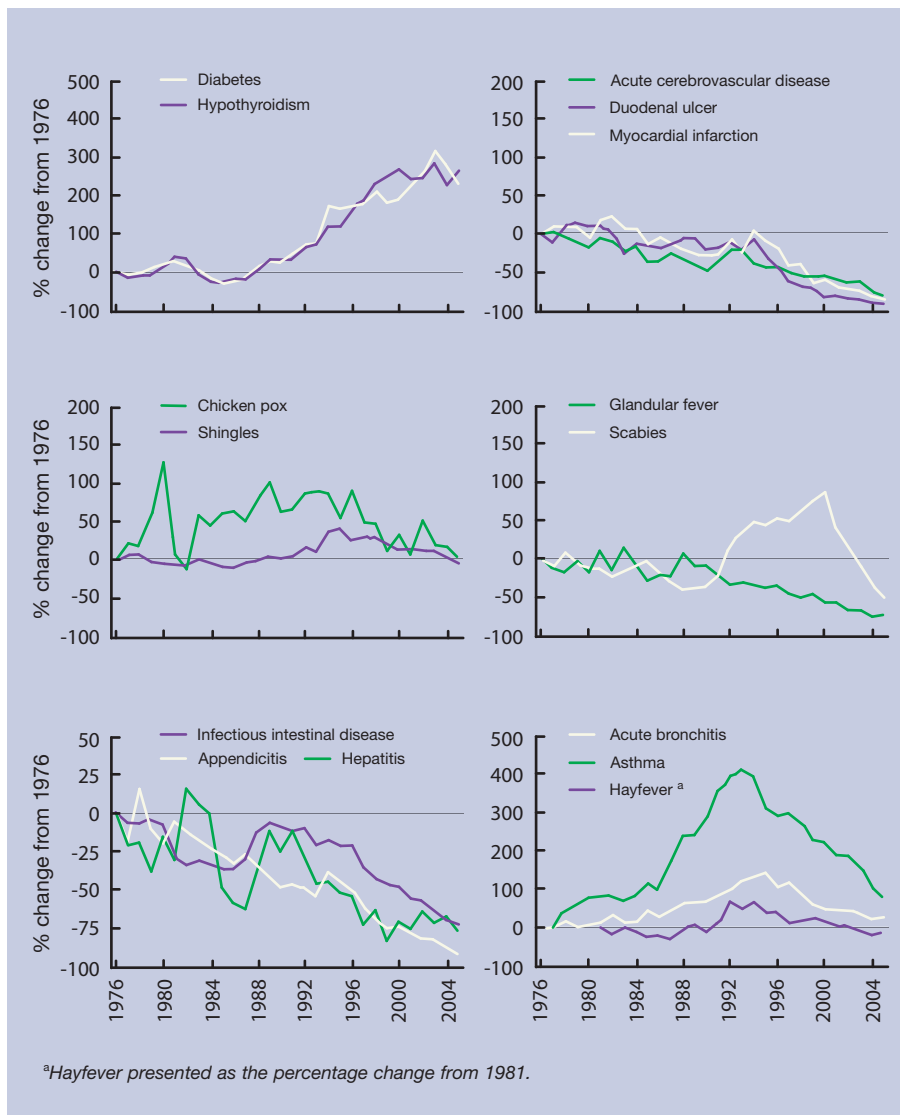 % change from 1976
500
400
300
200
100
0
-100
Diabetes
Hypothyroidism
200
150
100
50
0
-50
-100
Acute cerebrovascular disease
Duodenal ulcer
Myocardial infarction
% change from 1976
200
150
100
50
0
-50
-100
Chicken pox
Shingles
200
150
100
50
0
-50
-100
Glandular fever
Scabies
% change from 1976
50
25
0
-25
-50
-75
-100
Infectious intestinal disease
Appendicitis Hepatitis
1976 1980 1984 1988 1992 1996 2000 2004
500
400
300
200
100
0
-100
Acute bronchitis
Asthma
Hayfever a
1976 1980 1984 1988 1992 1996 2000 2004
aHayfever presented as the percentage change from 1981.